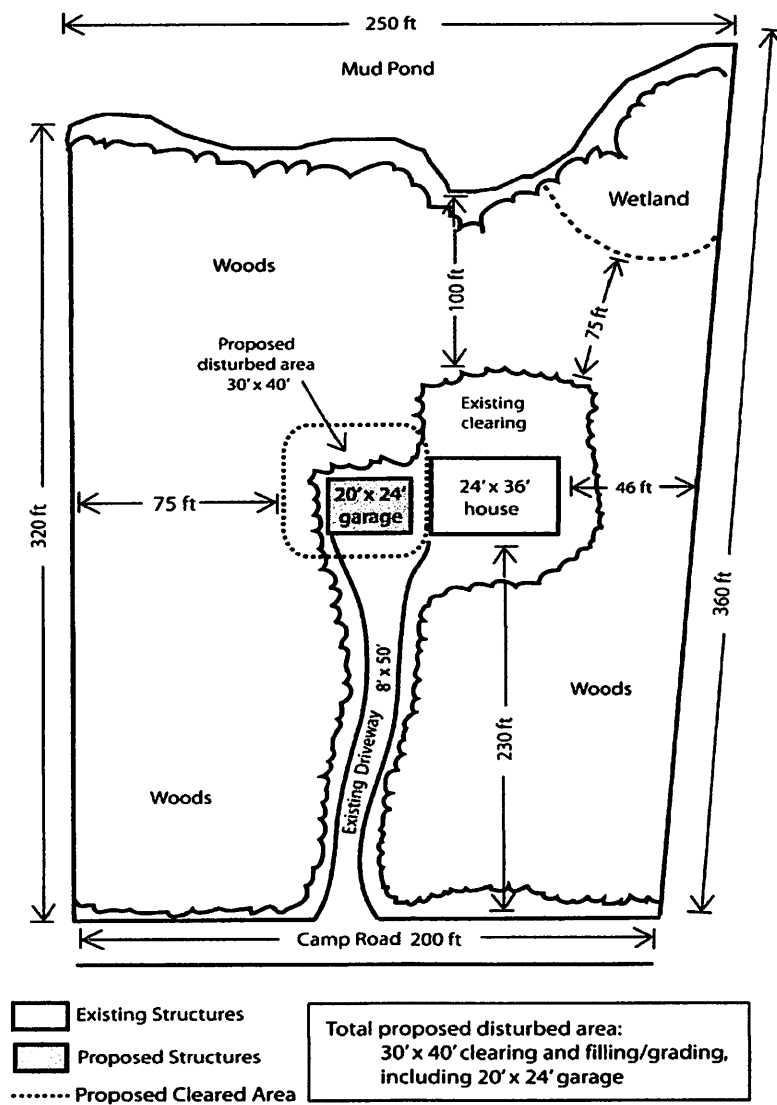 250 ft
Mud Pond
Wetland
Woods
100 ft
75 ft
Proposed
disturbed area
30' x 40'
Existing
clearing
320 ft
75 ft
20' x 24'
garage
24' x 36'
house
46 ft
360 ft
8' x 50'
Existing Driveway
230 ft
Woods
Woods
Camp Road 200 ft
Existing Structures
Proposed Structures
Proposed Cleared Area
Total proposed disturbed area:
30' x 40' clearing and filling/grading,
including 20' x 24' garage